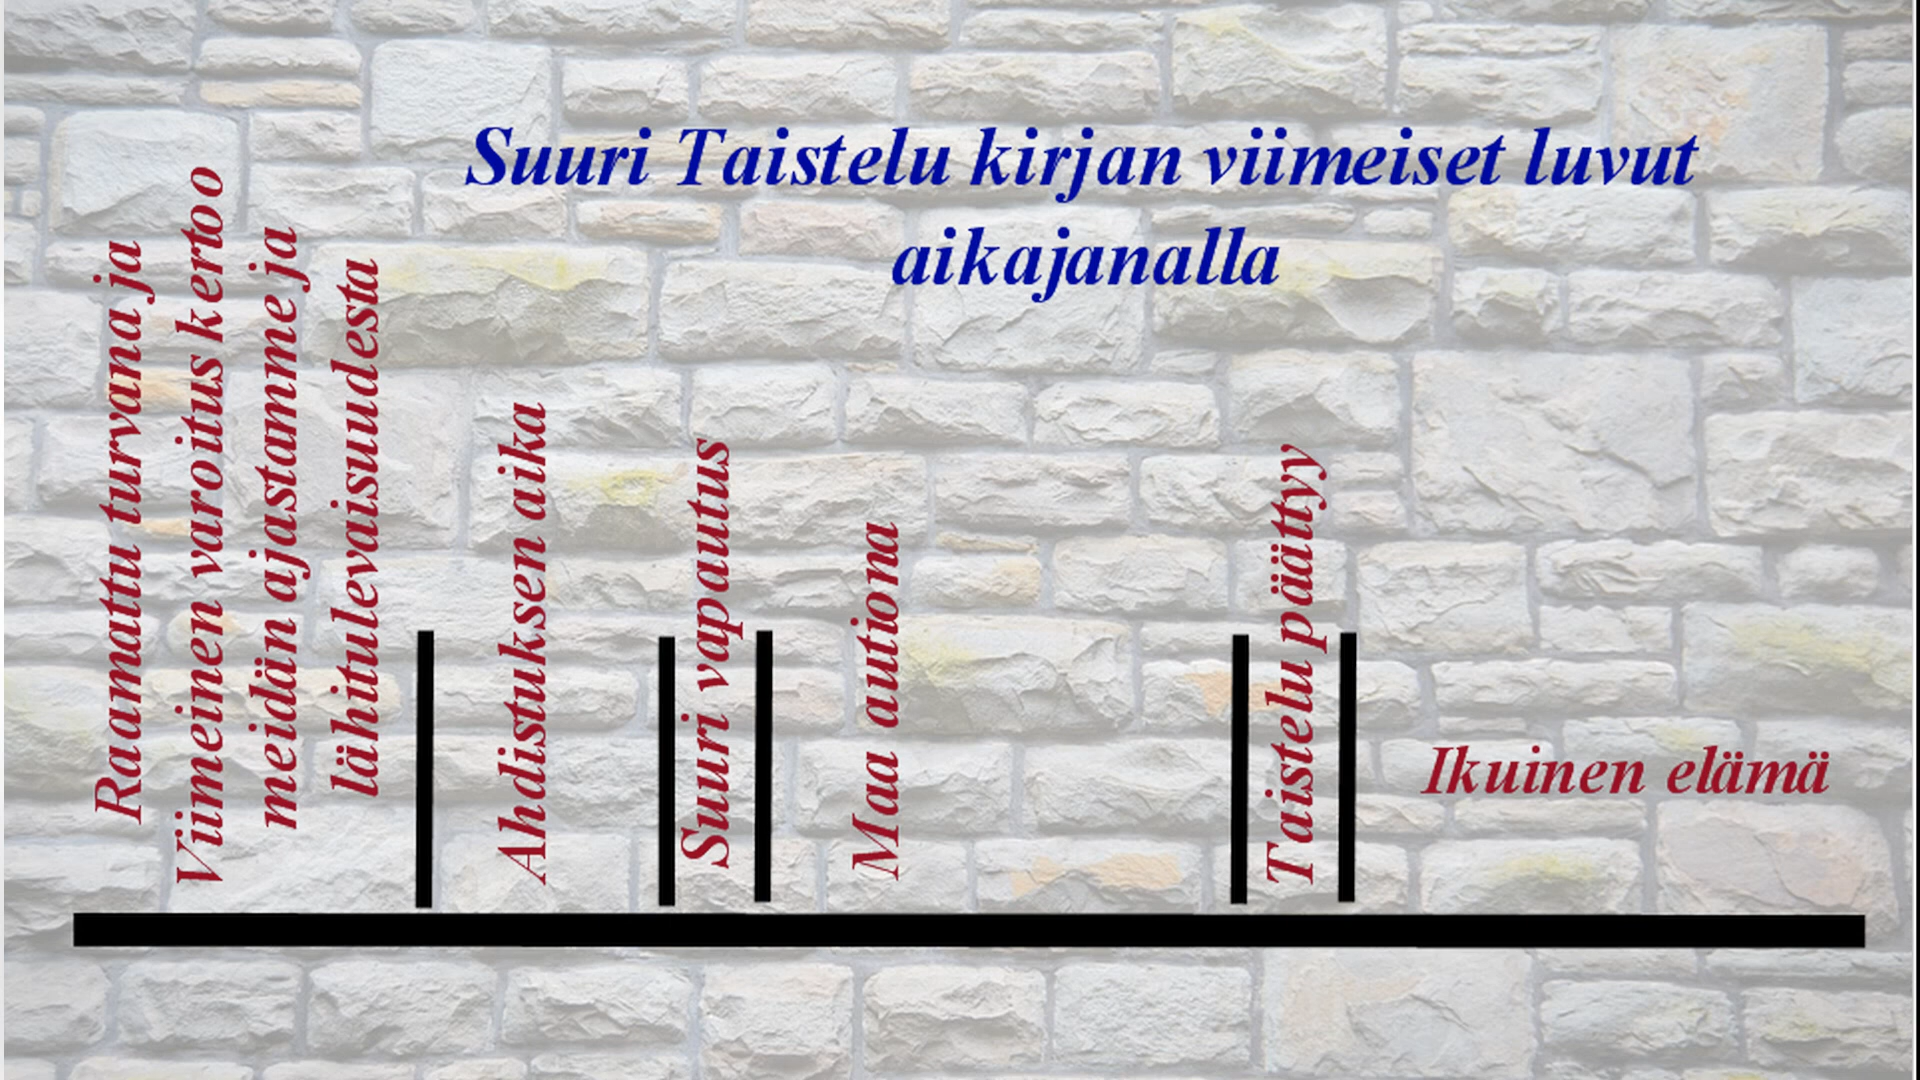 Suuri Taistelu kirjan viimeiset luvut
aikajanalla
Raamattu turvana ja
Viimeinen varoitus kertoo
meidän ajastamme ja
lähitulevaisuudesta
Ahdistuksen aika
Suuri vapautus
Maa autiona
Taistelu päättyy
Ikuinen elämä